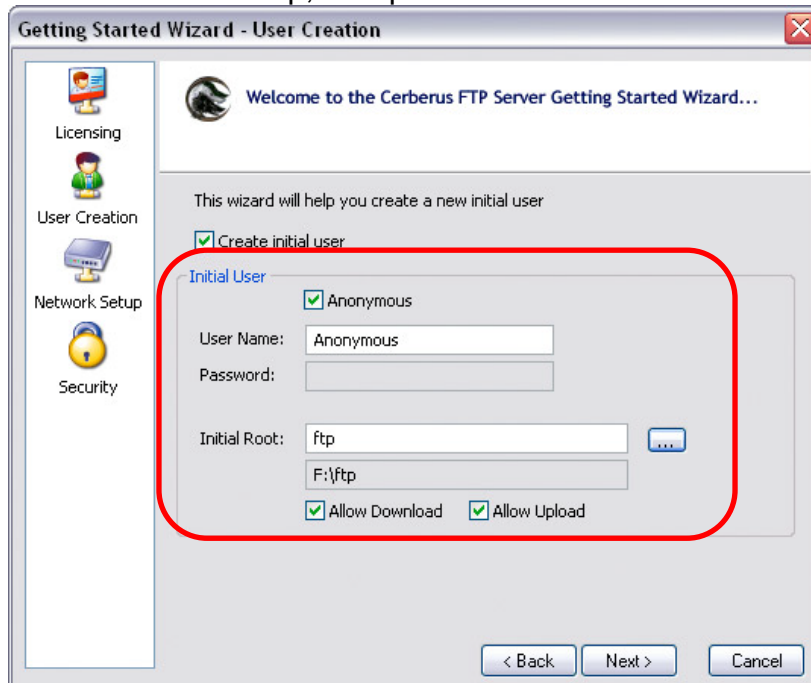 Getting Started Wizard - User Creation
Welcome to the Cerberus FTP Server Getting Started Wizard...
Licensing
User Creation
Network Setup
Security
This wizard will help you create a new initial user
Create initial user
Initial User
Anonymous
User Name: Anonymous
Password:
Initial Root: ftp ...
F:\ftp
Allow Download Allow Upload
< Back Next > Cancel